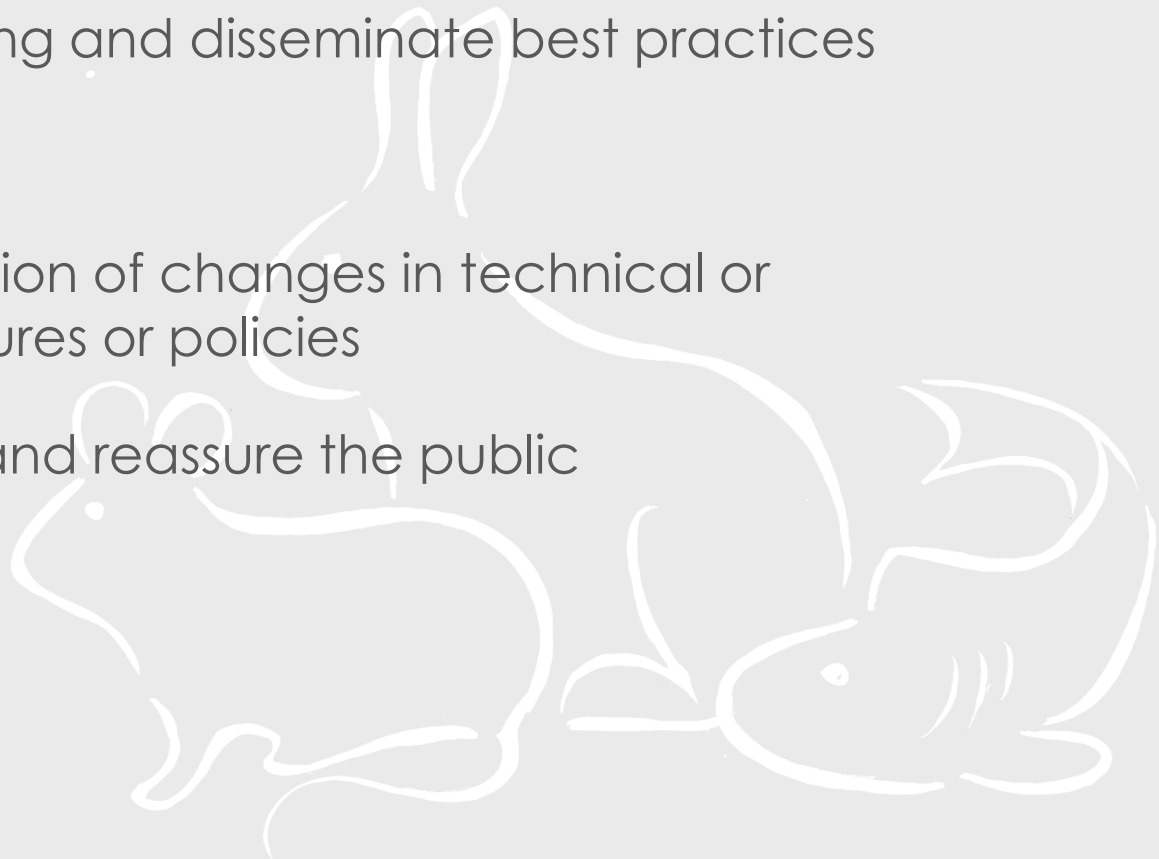 ng and disseminate best practices
ion of changes in technical or
ures or policies
and reassure the public